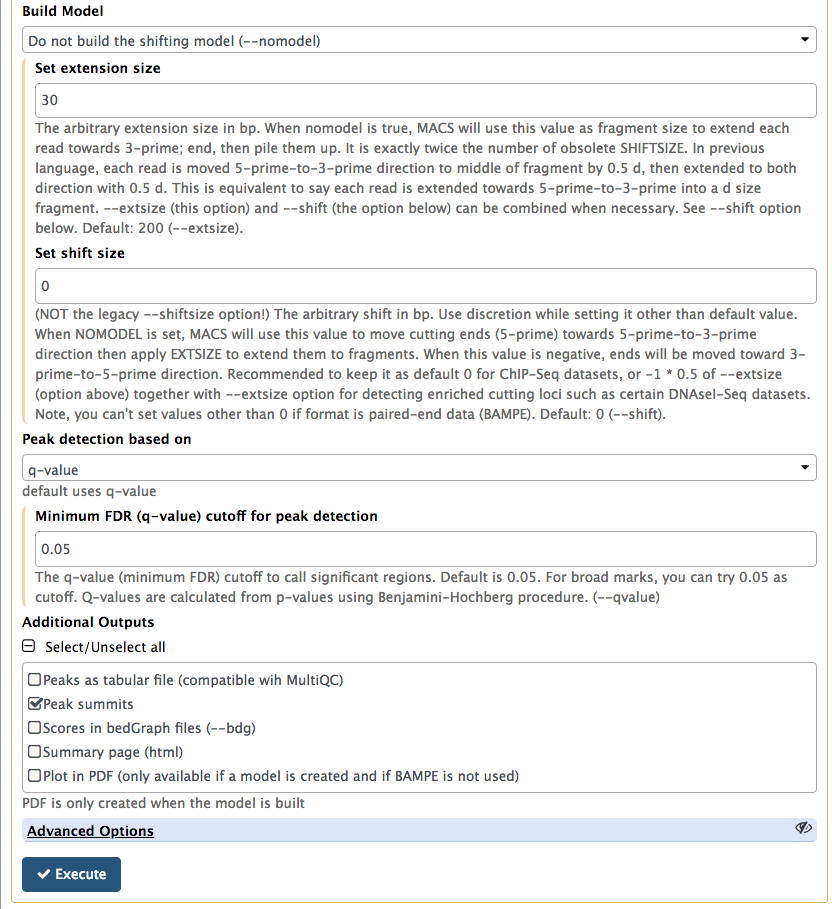 Build Model
Do not build the shifting model (--nomodel)
Set extension size
30
The arbitrary extension size in bp. When nomodel is true, MACS will use this value as fragment size to extend each
read towards 3-prime; end, then pile them up. It is exactly twice the number of obsolete SHIFTSIZE. In previous
language, each read is moved 5-prime-to-3-prime direction to middle of fragment by 0.5 d, then extended to both
direction with 0.5 d. This is equivalent to say each read is extended towards 5-prime-to-3-prime into a d size
fragment. --extsize (this option) and --shift (the option below) can be combined when necessary. See --shift option
below. Default: 200 (--extsize).
Set shift size
0
(NOT the legacy --shiftsize option!) The arbitrary shift in bp. Use discretion while setting it other than default value.
When NOMODEL is set, MACS will use this value to move cutting ends (5-prime) towards 5-prime-to-3-prime
direction then apply EXTSIZE to extend them to fragments. When this value is negative, ends will be moved toward 3-
prime-to-5-prime direction. Recommended to keep it as default 0 for ChIP-Seq datasets, or -1 * 0.5 of --extsize
(option above) together with --extsize option for detecting enriched cutting loci such as certain DNAseI-Seq datasets.
Note, you can't set values other than 0 if format is paired-end data (BAMPE). Default: 0 (--shift).
Peak detection based on
q-value
default uses q-value
Minimum FDR (q-value) cutoff for peak detection
0.05
The q-value (minimum FDR) cutoff to call significant regions. Default is 0.05. For broad marks, you can try 0.05 as
cutoff. Q-values are calculated from p-values using Benjamini-Hochberg procedure. (--qvalue)
Additional Outputs
Select/Unselect all
Peaks as tabular file (compatible wih MultiQC)
Peak summits
Scores in bedGraph files (--bdg)
Summary page (html)
Plot in PDF (only available if a model is created and if BAMPE is not used)
PDF is only created when the model is built
Advanced Options
Execute